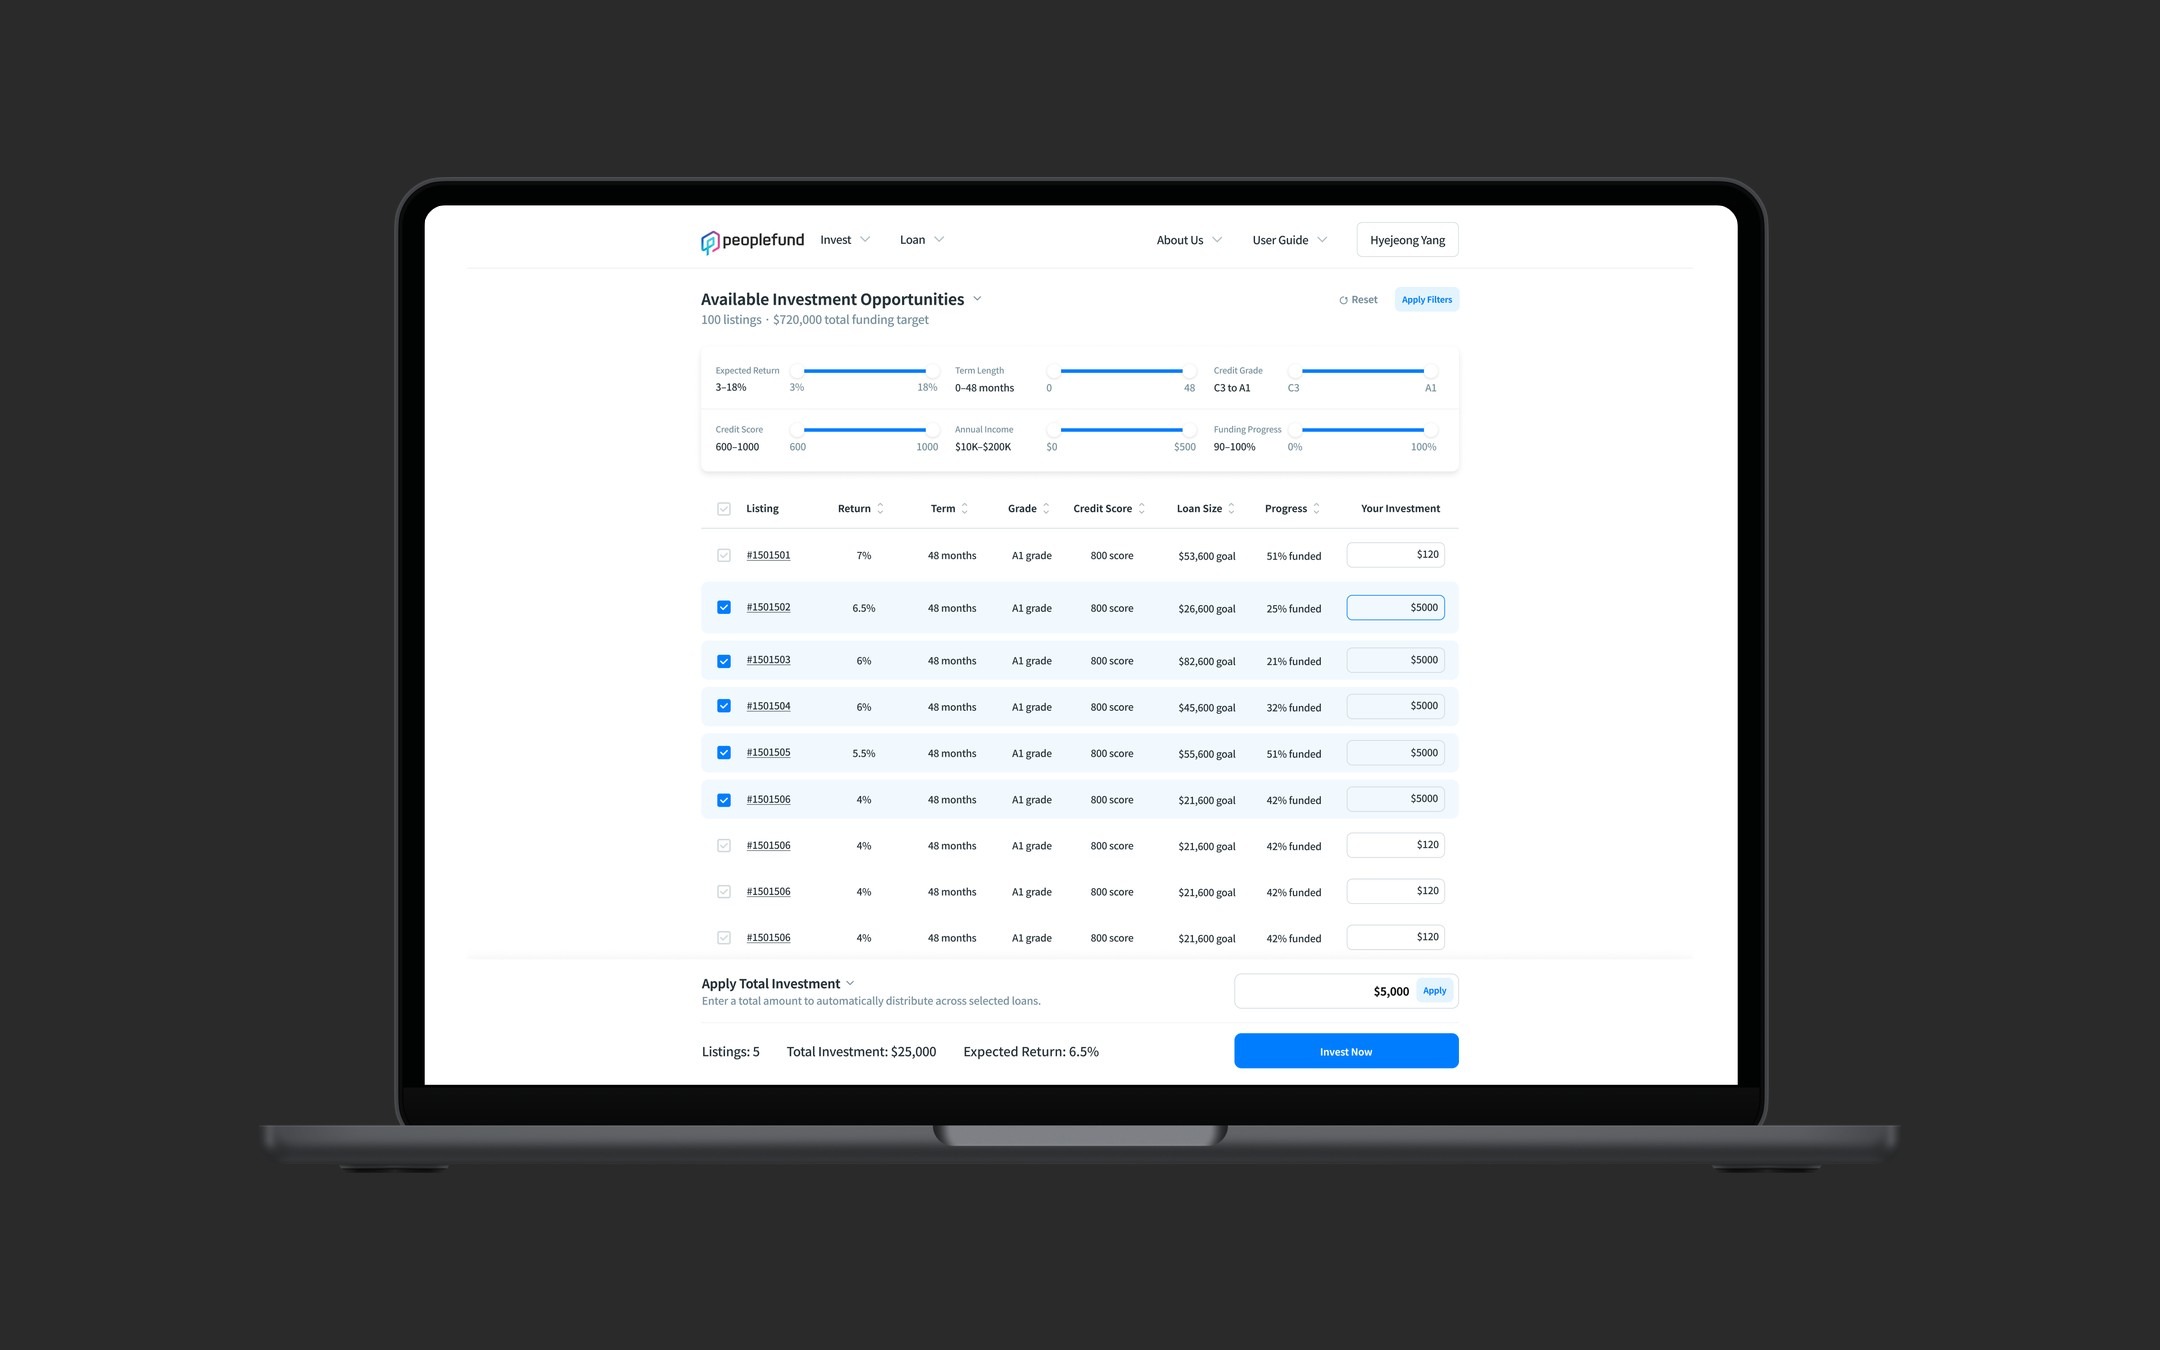 peoplefund Invest Loan About Us User Guide Hyejeong Yang
Available Investment Opportunities Reset Apply Filters
100 listings · $720,000 total funding target
Expected Return Term Length Credit Grade
3–18% 3% 18% 0–48 months 0 48 C3 to A1 C3 A1
Credit Score Annual Income Funding Progress
600–1000 600 1000 $10K–$200K $0 $500 90–100% 0% 100%
Listing Return Term Grade Credit Score Loan Size Progress Your Investment
#1501501 7% 48 months A1 grade 800 score $53,600 goal 51% funded $120
#1501502 6.5% 48 months A1 grade 800 score $26,600 goal 25% funded $5000
#1501503 6% 48 months A1 grade 800 score $82,600 goal 21% funded $5000
#1501504 6% 48 months A1 grade 800 score $45,600 goal 32% funded $5000
#1501505 5.5% 48 months A1 grade 800 score $55,600 goal 51% funded $5000
#1501506 4% 48 months A1 grade 800 score $21,600 goal 42% funded $5000
#1501506 4% 48 months A1 grade 800 score $21,600 goal 42% funded $120
#1501506 4% 48 months A1 grade 800 score $21,600 goal 42% funded $120
#1501506 4% 48 months A1 grade 800 score $21,600 goal 42% funded $120
Apply Total Investment $5,000 Apply
Enter a total amount to automatically distribute across selected loans.
Listings: 5 Total Investment: $25,000 Expected Return: 6.5% Invest Now